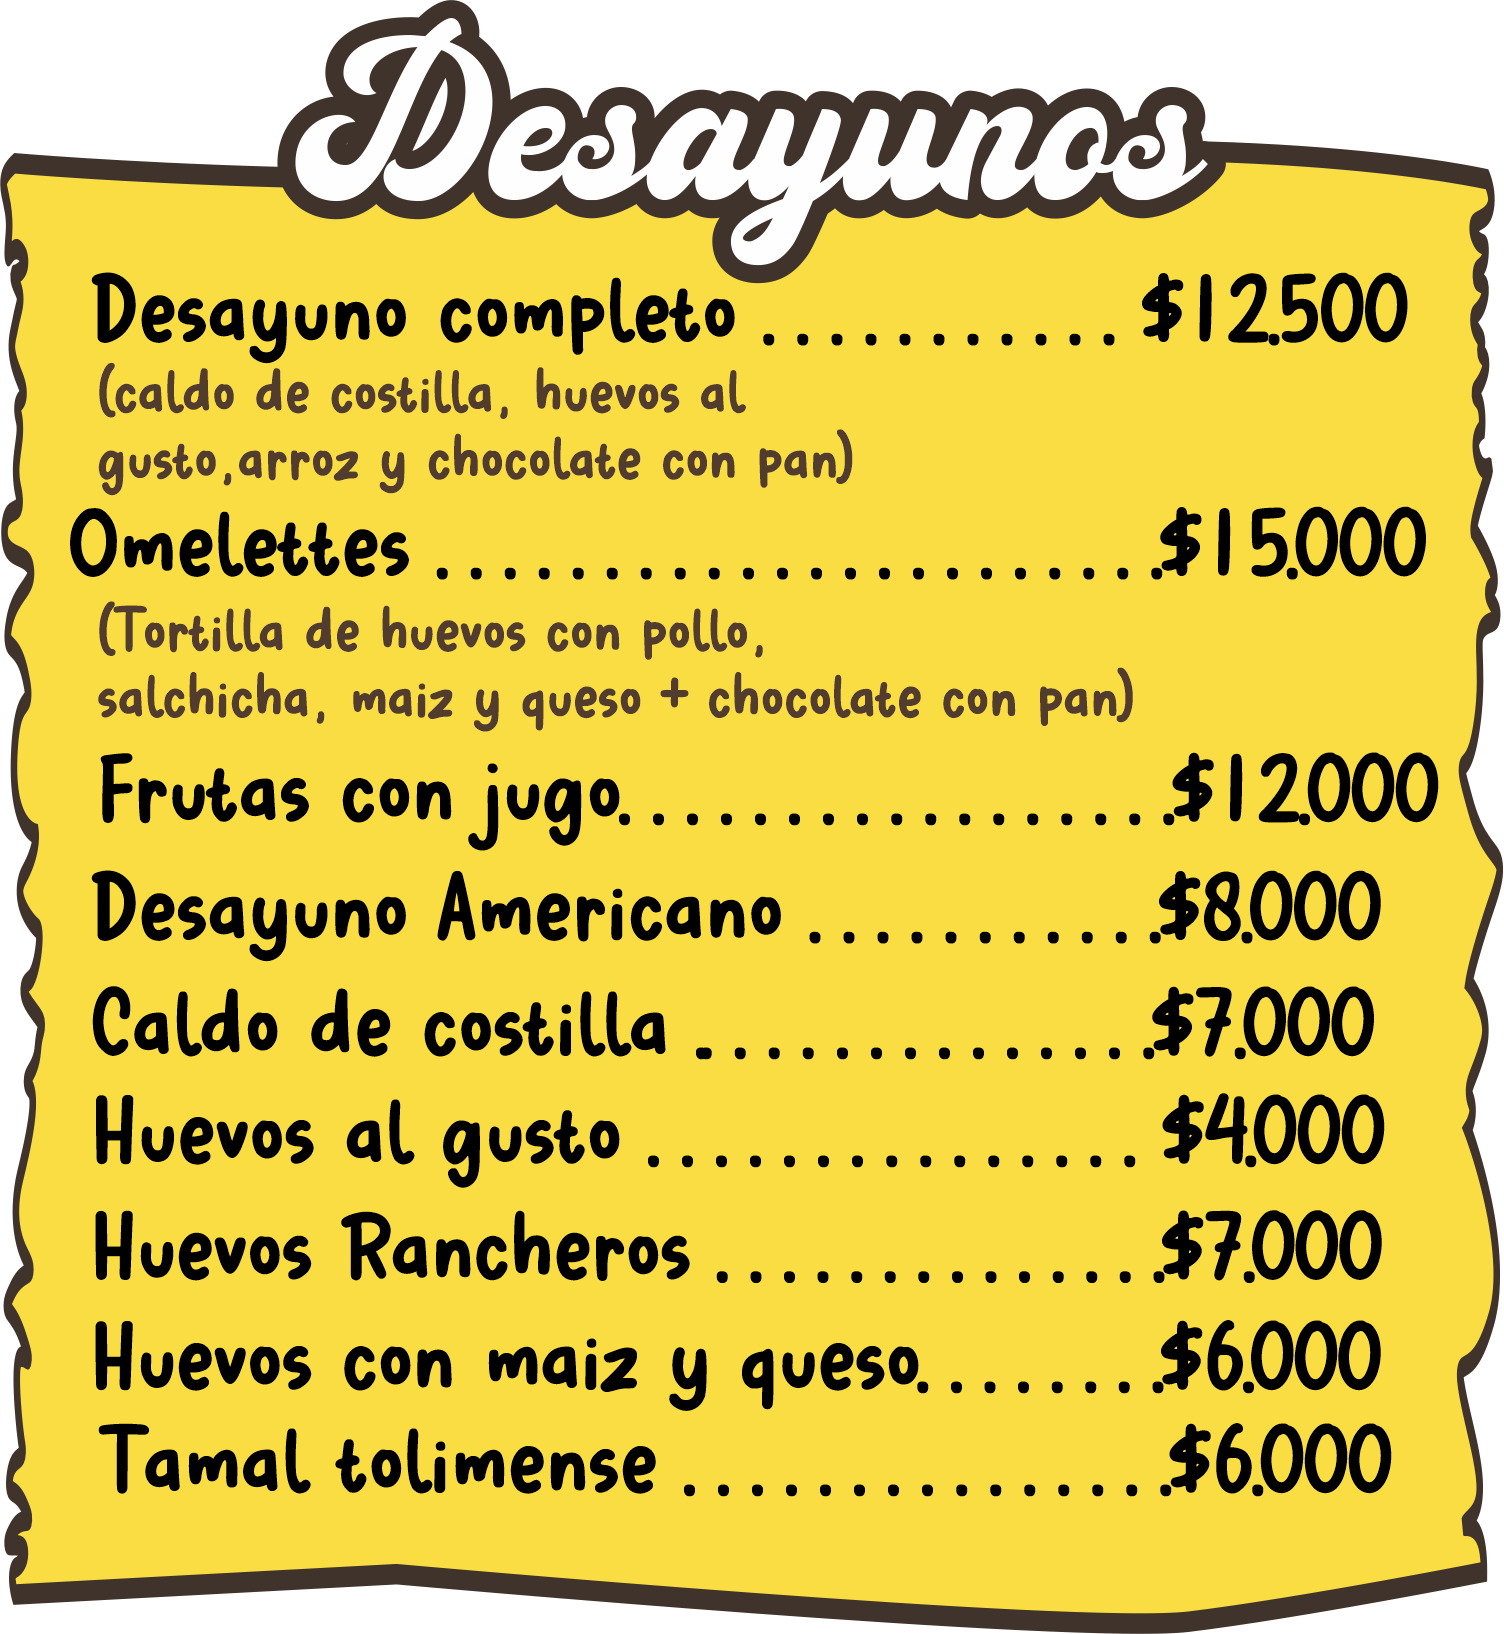 Desayunos
Desayuno completo ........... $12.500
(caldo de costilla, huevos al
gusto,arroz y chocolate con pan)
Omelettes ......................$15.000
(Tortilla de huevos con pollo,
salchicha, maiz y queso + chocolate con pan)
Frutas con jugo.................$12.000
Desayuno Americano ...........$8.000
Caldo de costilla ..............$7.000
Huevos al gusto ............... $4.000
Huevos Rancheros ..............$7.000
Huevos con maiz y queso........$6.000
Tamal tolimense ...............$6.000